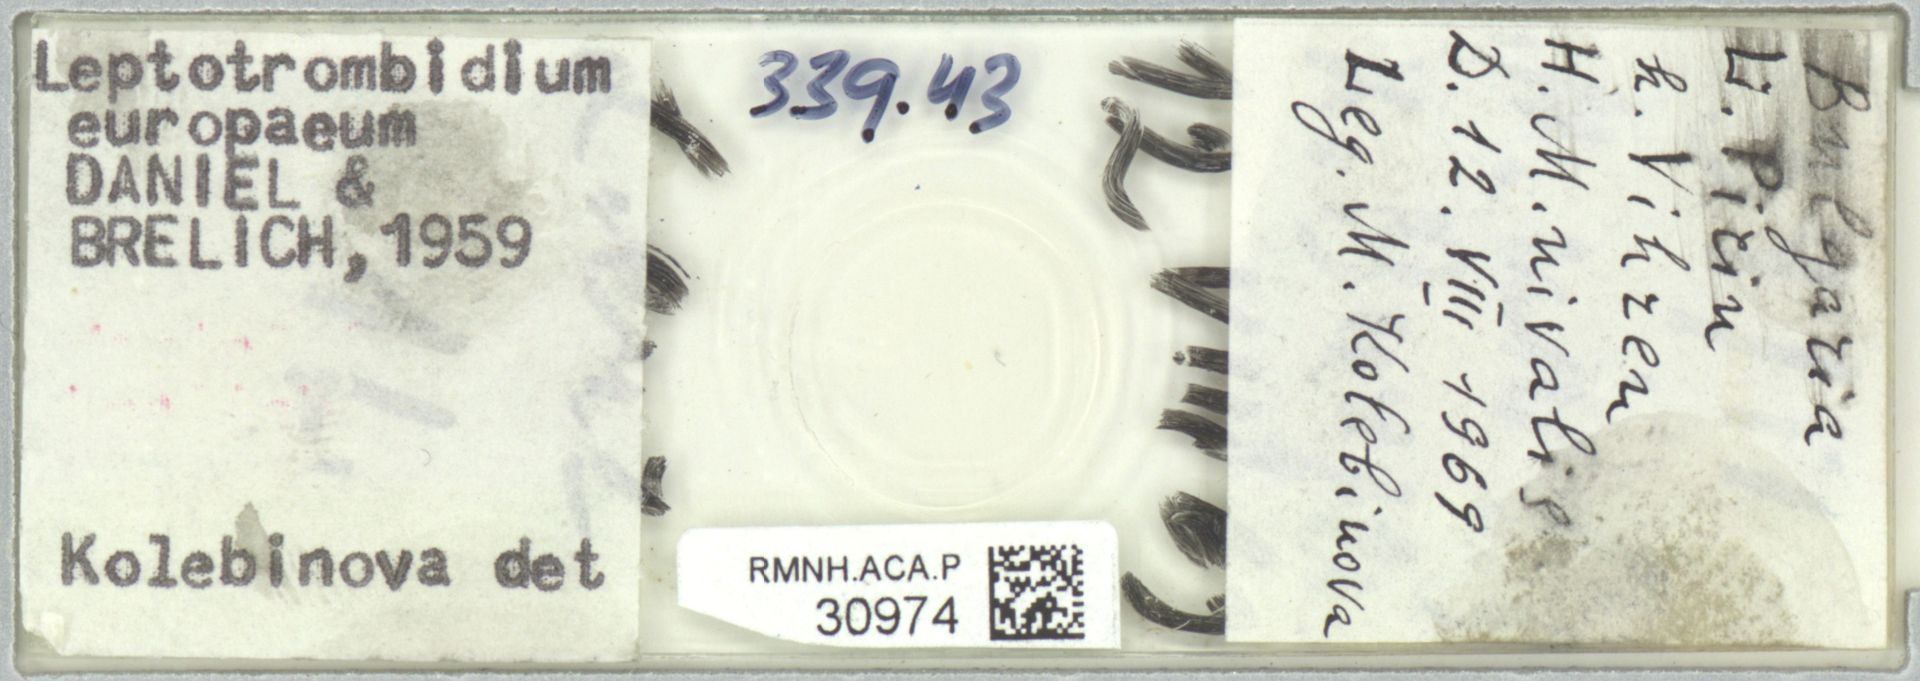 Leptotrombidium
europaeum
DANIEL &
BRELICH, 1959
Kolebinova det
339.43
RMNH.ACA.P
30974
Bulgaria
Li. Pirin
h. Vihren
H. M. nivalis
D. 12. VIII 1969
Leg. M. Kolebinova